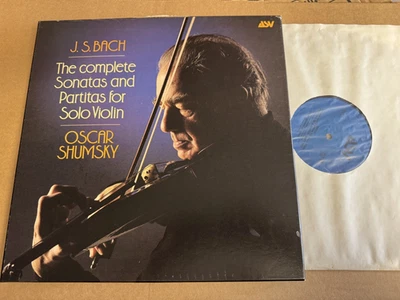 ASV
J. S. BACH
The complete
Sonatas and
Partitas for
Solo Violin
OSCAR
SHUMSKY